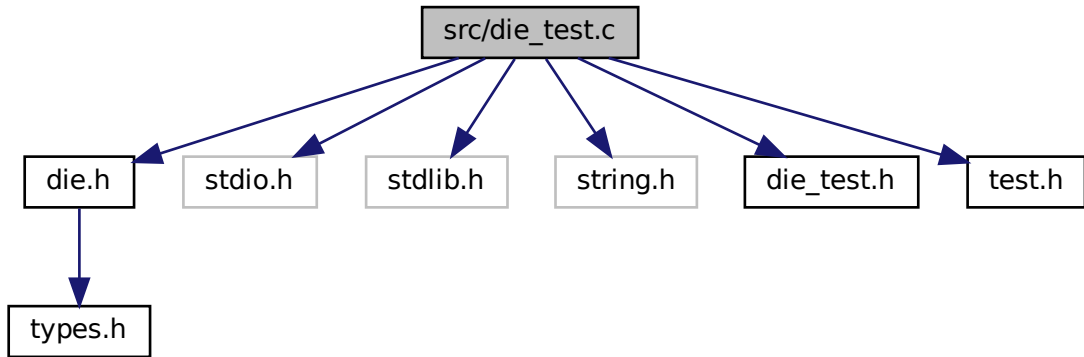 src/die_test.c
die.h
stdio.h
stdlib.h
string.h
die_test.h
test.h
types.h